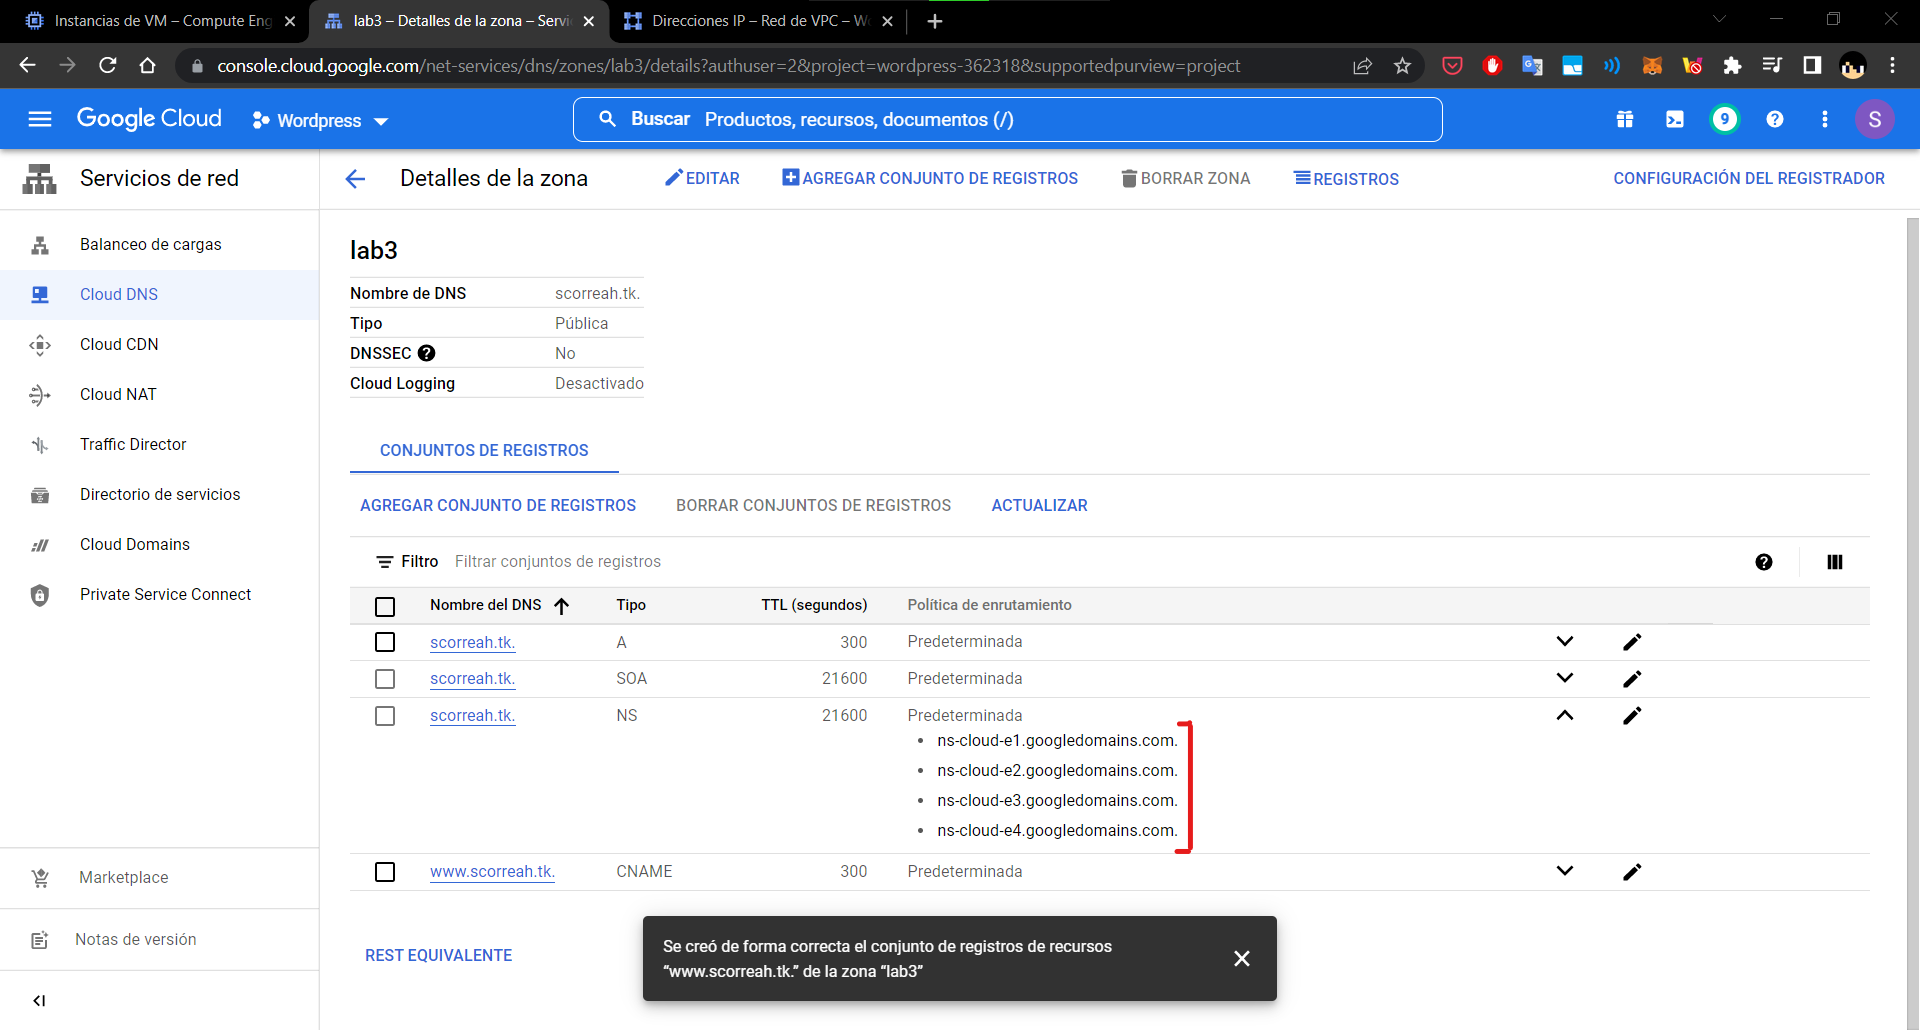 Instancias de VM – Compute Eng
lab3 – Detalles de la zona – Servi
Direcciones IP – Red de VPC – Wo
console.cloud.google.com/net-services/dns/zones/lab3/details?authuser=2&project=wordpress-362318&supportedpurview=project
Google Cloud
Wordpress
Buscar Productos, recursos, documentos (/)
9
S
Servicios de red
Detalles de la zona
EDITAR
AGREGAR CONJUNTO DE REGISTROS
BORRAR ZONA
REGISTROS
CONFIGURACIÓN DEL REGISTRADOR
Balanceo de cargas
Cloud DNS
Cloud CDN
Cloud NAT
Traffic Director
Directorio de servicios
Cloud Domains
Private Service Connect
Marketplace
Notas de versión
lab3
Nombre de DNS scorreah.tk.
Tipo Pública
DNSSEC No
Cloud Logging Desactivado
CONJUNTOS DE REGISTROS
AGREGAR CONJUNTO DE REGISTROS BORRAR CONJUNTOS DE REGISTROS ACTUALIZAR
Filtro Filtrar conjuntos de registros
Nombre del DNS Tipo TTL (segundos) Política de enrutamiento
scorreah.tk. A 300 Predeterminada
scorreah.tk. SOA 21600 Predeterminada
scorreah.tk. NS 21600 Predeterminada
• ns-cloud-e1.googledomains.com.
• ns-cloud-e2.googledomains.com.
• ns-cloud-e3.googledomains.com.
• ns-cloud-e4.googledomains.com.
www.scorreah.tk. CNAME 300 Predeterminada
REST EQUIVALENTE
Se creó de forma correcta el conjunto de registros de recursos
“www.scorreah.tk.” de la zona “lab3”